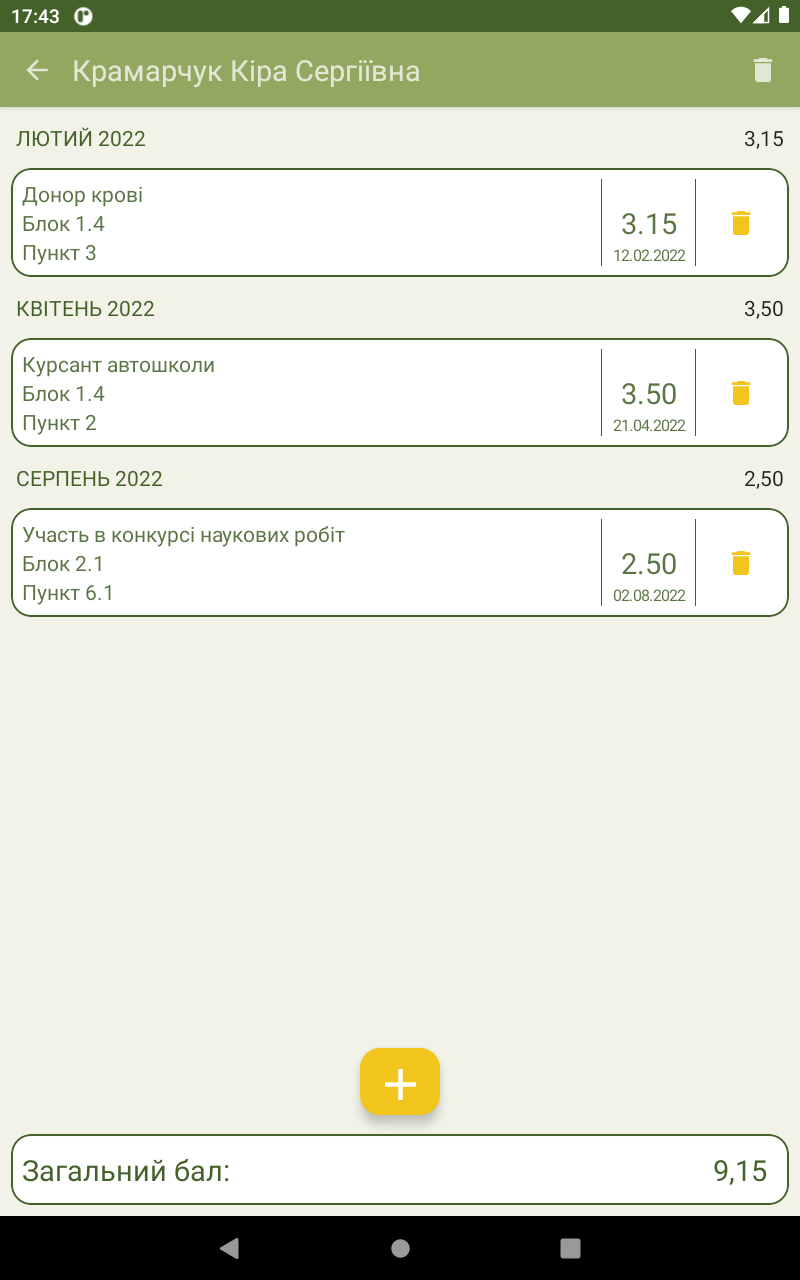 17:43
Крамарчук Кіра Сергіївна
ЛЮТИЙ 2022 3,15
Донор крові
Блок 1.4
Пункт 3
3.15
12.02.2022
КВІТЕНЬ 2022 3,50
Курсант автошколи
Блок 1.4
Пункт 2
3.50
21.04.2022
СЕРПЕНЬ 2022 2,50
Участь в конкурсі наукових робіт
Блок 2.1
Пункт 6.1
2.50
02.08.2022
Загальний бал: 9,15